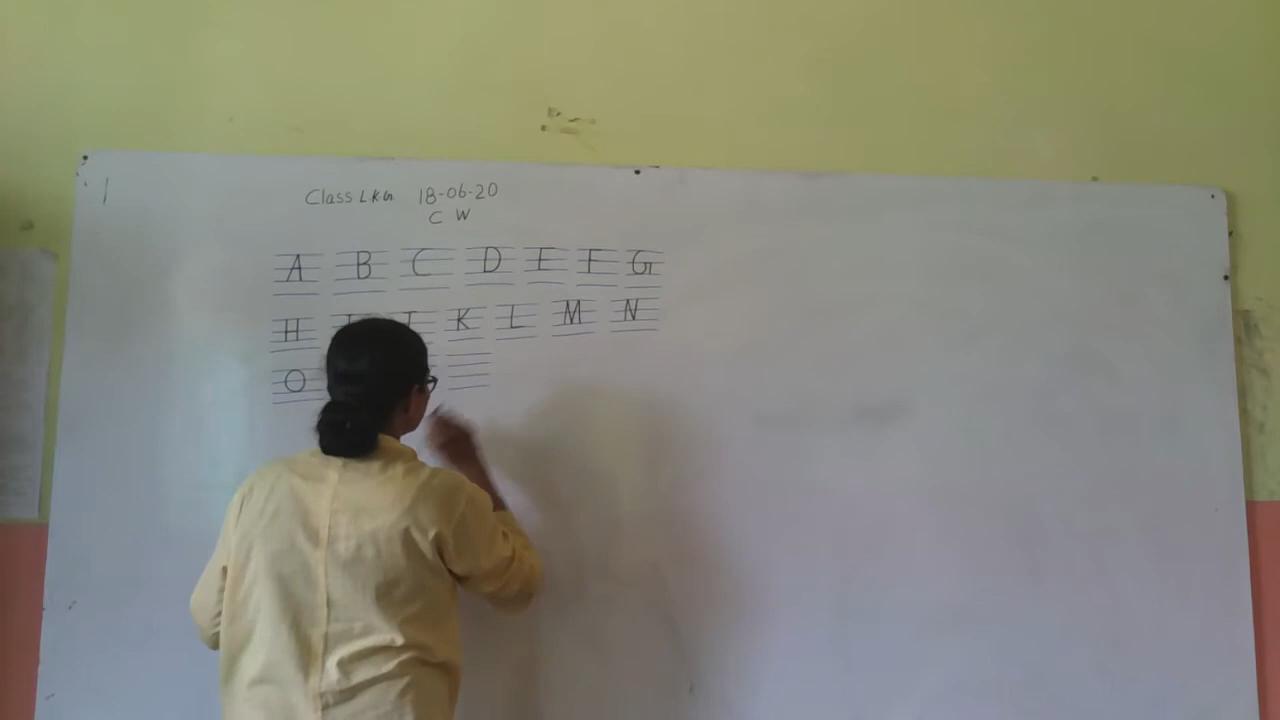 Class LKG 18-06-20
C W
A B C D E F G
H I J K L M N
O